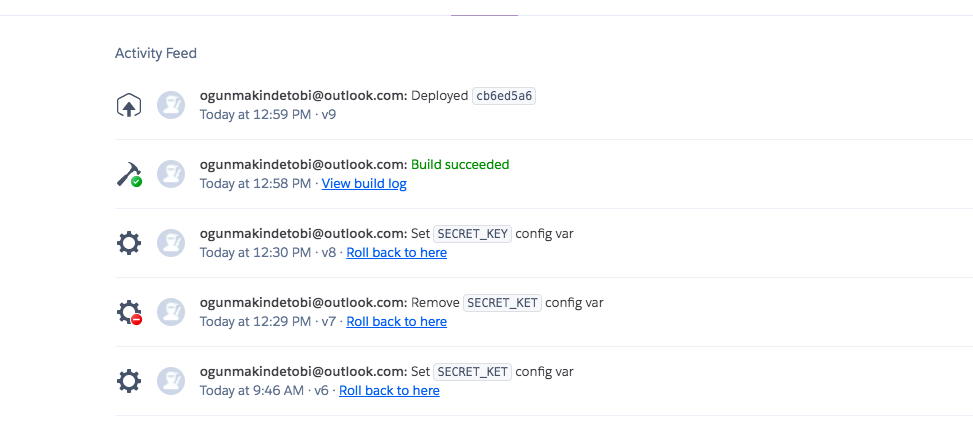 Activity Feed
ogunmakindetobi@outlook.com: Deployed cb6ed5a6
Today at 12:59 PM · v9
ogunmakindetobi@outlook.com: Build succeeded
Today at 12:58 PM · View build log
ogunmakindetobi@outlook.com: Set SECRET_KEY config var
Today at 12:30 PM · v8 · Roll back to here
ogunmakindetobi@outlook.com: Remove SECRET_KET config var
Today at 12:29 PM · v7 · Roll back to here
ogunmakindetobi@outlook.com: Set SECRET_KET config var
Today at 9:46 AM · v6 · Roll back to here